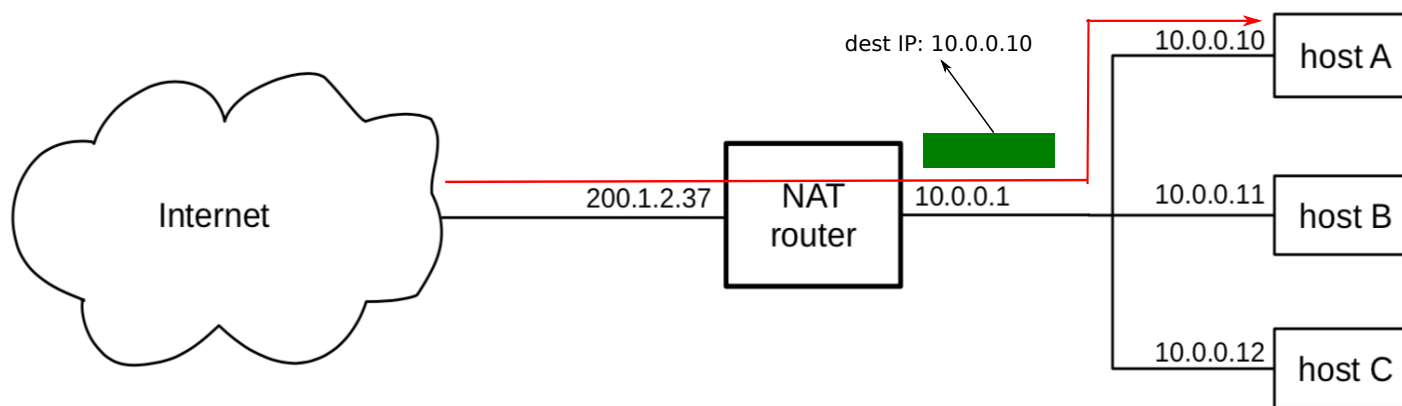 dest IP: 10.0.0.10
10.0.0.10
host A
Internet
200.1.2.37
NAT
router
10.0.0.1
10.0.0.11
host B
10.0.0.12
host C